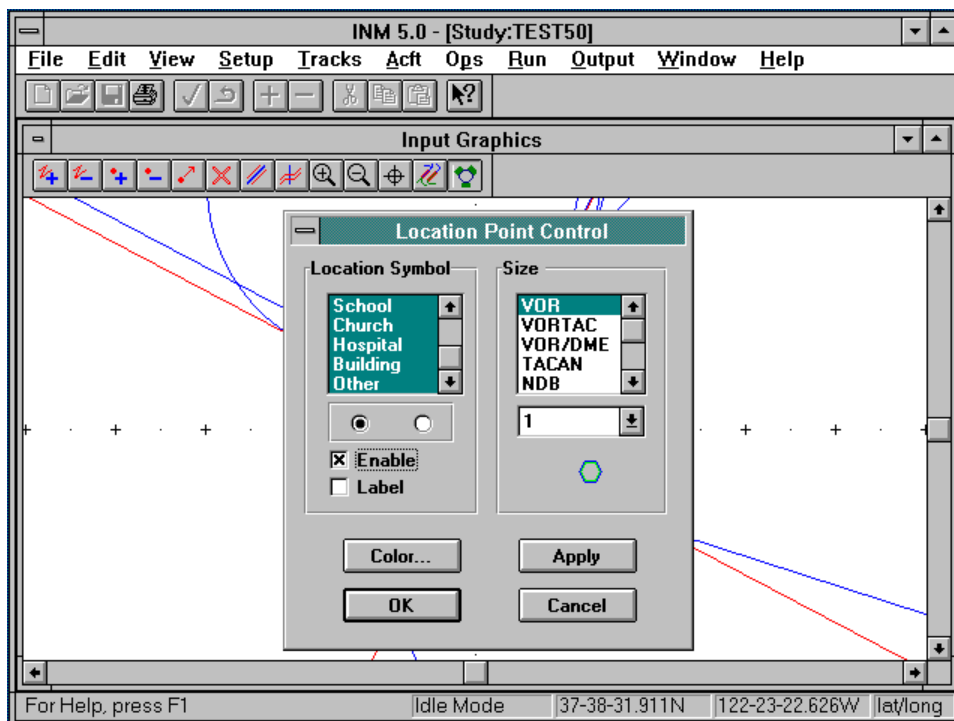 INM 5.0 - [Study:TEST50]
File Edit View Setup Tracks Acft Ops Run Output Window Help
Input Graphics
Location Point Control
Location Symbol
School
Church
Hospital
Building
Other
Enable
Label
Size
VOR
VORTAC
VOR/DME
TACAN
NDB
1
Color...
Apply
OK
Cancel
For Help, press F1
Idle Mode
37-38-31.911N
122-23-22.626W
lat/long